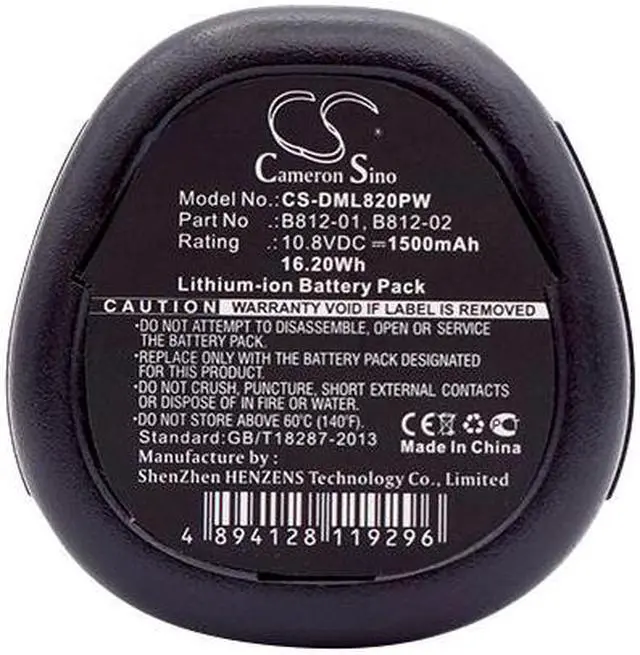 CS
Cameron Sino
Model No.:CS-DML820PW
Part No .:B812-01, B812-02
Rating .:10.8VDC ⎓1500mAh
16.20Wh
Lithium-ion Battery Pack
CAUTION WARRANTY VOID IF LABEL IS REMOVED
·DO NOT ATTEMPT TO DISASSEMBLE, OPEN OR SERVICE
THE BATTERY PACK.
·REPLACE ONLY WITH THE BATTERY PACK DESIGNATED
FOR THIS PRODUCT.
·DO NOT CRUSH, PUNCTURE, SHORT EXTERNAL CONTACTS
OR DISPOSE OF IN FIRE OR WATER.
·DO NOT STORE ABOVE 60°C (140°F).
Standard:GB/T18287-2013
CE
Made In China
Manufacture by :
ShenZhen HENZENS Technology Co., Limited
4 894128 119296